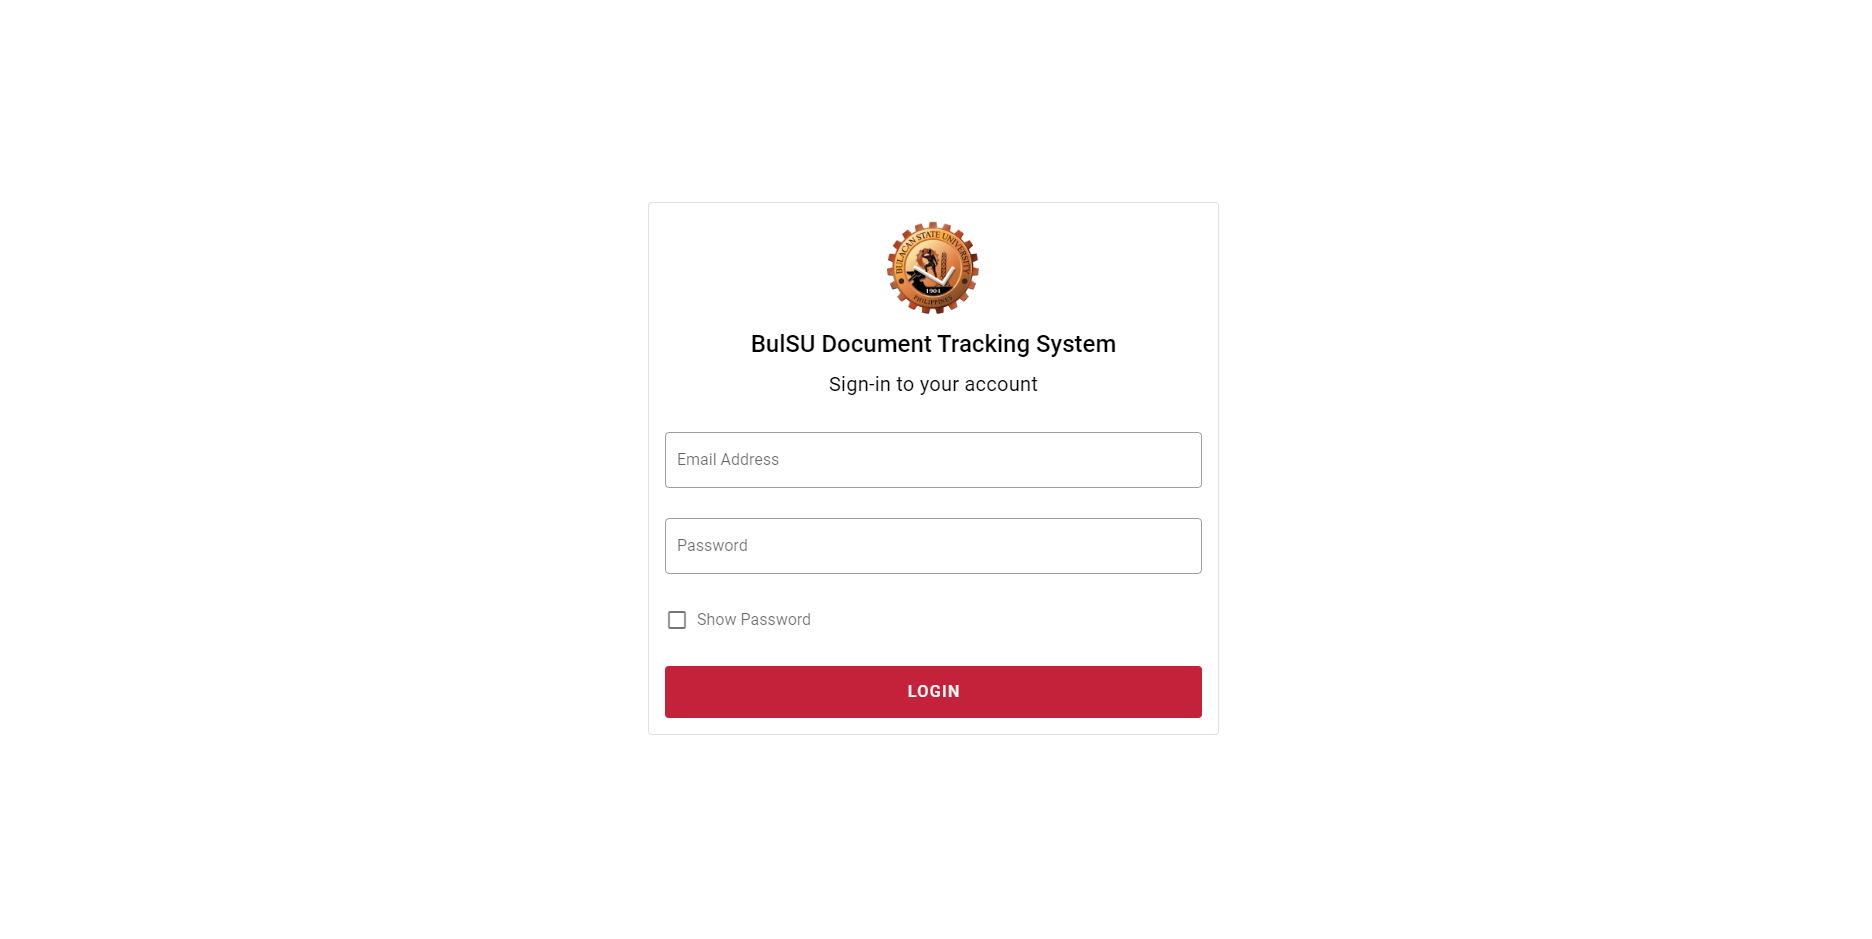 BULACAN STATE UNIVERSITY
1904
PHILIPPINES
BulSU Document Tracking System
Sign-in to your account
Email Address
Password
Show Password
LOGIN